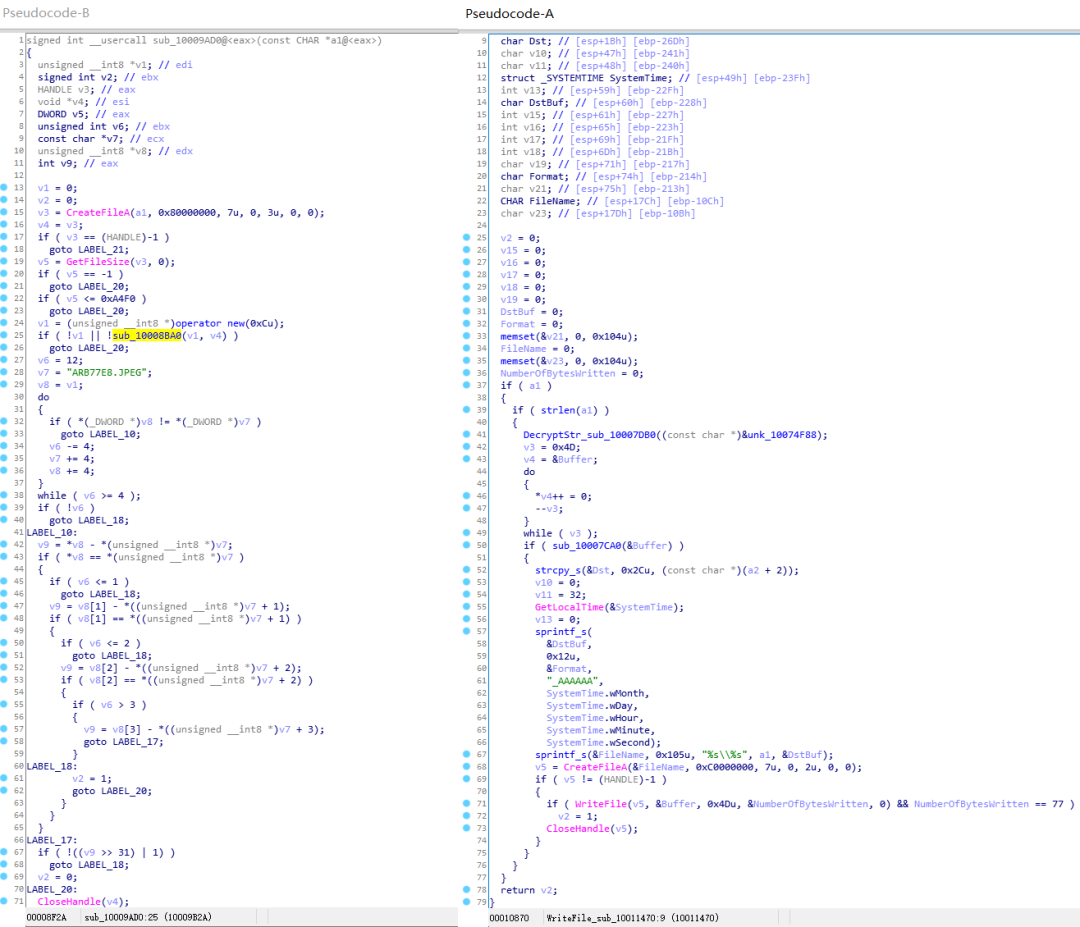 Pseudocode-B
1 signed int __usercall sub_10009AD0@<eax>(const CHAR *a1@<eax>)
2 {
3 unsigned __int8 *v1; // edi
4 signed int v2; // ebx
5 HANDLE v3; // eax
6 void *v4; // esi
7 DWORD v5; // eax
8 unsigned int v6; // ebx
9 const char *v7; // ecx
10 unsigned __int8 *v8; // edx
11 int v9; // eax
12
13 v1 = 0;
14 v2 = 0;
15 v3 = CreateFileA(a1, 0x80000000, 7u, 0, 3u, 0, 0);
16 v4 = v3;
17 if ( v3 == (HANDLE)-1 )
18 goto LABEL_21;
19 v5 = GetFileSize(v3, 0);
20 if ( v5 == -1 )
21 goto LABEL_20;
22 if ( v5 <= 0xA4F0 )
23 goto LABEL_20;
24 v1 = (unsigned __int8 *)operator new(0xCu);
25 if ( !v1 || !sub_10008BA0(v1, v4) )
26 goto LABEL_20;
27 v6 = 12;
28 v7 = "ARB77E8.JPEG";
29 v8 = v1;
30 do
31 {
32 if ( *(_DWORD *)v8 != *(_DWORD *)v7 )
33 goto LABEL_10;
34 v6 -= 4;
35 v7 += 4;
36 v8 += 4;
37 }
38 while ( v6 >= 4 );
39 if ( !v6 )
40 goto LABEL_18;
41 LABEL_10:
42 v9 = *v8 - *(unsigned __int8 *)v7;
43 if ( *v8 == *(unsigned __int8 *)v7 )
44 {
45 if ( v6 <= 1 )
46 goto LABEL_18;
47 v9 = v8[1] - *((unsigned __int8 *)v7 + 1);
48 if ( v8[1] == *((unsigned __int8 *)v7 + 1) )
49 {
50 if ( v6 <= 2 )
51 goto LABEL_18;
52 v9 = v8[2] - *((unsigned __int8 *)v7 + 2);
53 if ( v8[2] == *((unsigned __int8 *)v7 + 2) )
54 {
55 if ( v6 > 3 )
56 {
57 v9 = v8[3] - *((unsigned __int8 *)v7 + 3);
58 goto LABEL_17;
59 }
60 LABEL_18:
61 v2 = 1;
62 goto LABEL_20;
63 }
64 }
65 }
66 LABEL_17:
67 if ( !((v9 >> 31) | 1) )
68 goto LABEL_18;
69 v2 = 0;
70 LABEL_20:
71 CloseHandle(v4);
00008F2A sub_10009AD0:25 (10009B2A)
Pseudocode-A
9 char Dst; // [esp+1Bh] [ebp-26Dh]
10 char v10; // [esp+47h] [ebp-241h]
11 char v11; // [esp+48h] [ebp-240h]
12 struct _SYSTEMTIME SystemTime; // [esp+49h] [ebp-23Fh]
13 int v13; // [esp+59h] [ebp-22Fh]
14 char DstBuf; // [esp+60h] [ebp-228h]
15 int v15; // [esp+61h] [ebp-227h]
16 int v16; // [esp+65h] [ebp-223h]
17 int v17; // [esp+69h] [ebp-21Fh]
18 int v18; // [esp+6Dh] [ebp-21Bh]
19 char v19; // [esp+71h] [ebp-217h]
20 char Format; // [esp+74h] [ebp-214h]
21 char v21; // [esp+75h] [ebp-213h]
22 CHAR FileName; // [esp+17Ch] [ebp-10Ch]
23 char v23; // [esp+17Dh] [ebp-10Bh]
24
25 v2 = 0;
26 v15 = 0;
27 v16 = 0;
28 v17 = 0;
29 v18 = 0;
30 v19 = 0;
31 DstBuf = 0;
32 Format = 0;
33 memset(&v21, 0, 0x104u);
34 FileName = 0;
35 memset(&v23, 0, 0x104u);
36 NumberOfBytesWritten = 0;
37 if ( a1 )
38 {
39 if ( strlen(a1) )
40 {
41 DecryptStr_sub_10007DB0((const char *)&unk_10074F88);
42 v3 = 0x4D;
43 v4 = &Buffer;
44 do
45 {
46 *v4++ = 0;
47 --v3;
48 }
49 while ( v3 );
50 if ( sub_10007CA0(&Buffer) )
51 {
52 strcpy_s(&Dst, 0x2Cu, (const char *)(a2 + 2));
53 v10 = 0;
54 v11 = 32;
55 GetLocalTime(&SystemTime);
56 v13 = 0;
57 sprintf_s(
58 &DstBuf,
59 0x12u,
60 &Format,
61 "_AAAAAA",
62 SystemTime.wMonth,
63 SystemTime.wDay,
64 SystemTime.wHour,
65 SystemTime.wMinute,
66 SystemTime.wSecond);
67 sprintf_s(&FileName, 0x105u, "%s\\%s", a1, &DstBuf);
68 v5 = CreateFileA(&FileName, 0xC0000000, 7u, 0, 2u, 0, 0);
69 if ( v5 != (HANDLE)-1 )
70 {
71 if ( WriteFile(v5, &Buffer, 0x4Du, &NumberOfBytesWritten, 0) && NumberOfBytesWritten == 77 )
72 v2 = 1;
73 CloseHandle(v5);
74 }
75 }
76 }
77 }
78 return v2;
79 }
00010870 WriteFile_sub_10011470:9 (10011470)